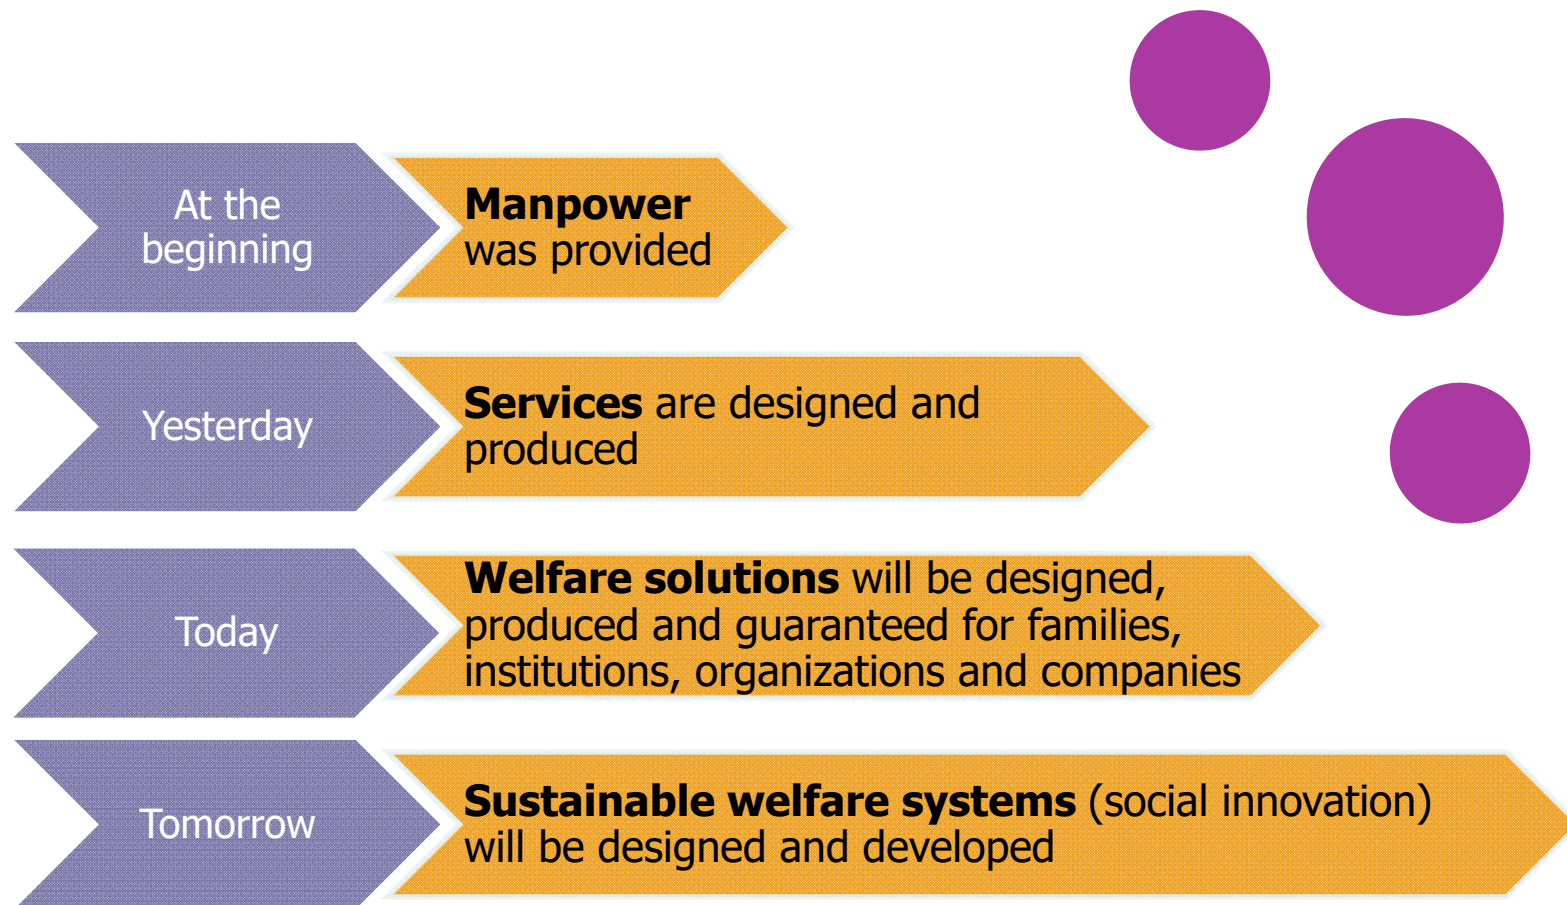 At the
beginning
Manpower
was provided
Yesterday
Services are designed and
produced
Today
Welfare solutions will be designed,
produced and guaranteed for families,
institutions, organizations and companies
Tomorrow
Sustainable welfare systems (social innovation)
will be designed and developed